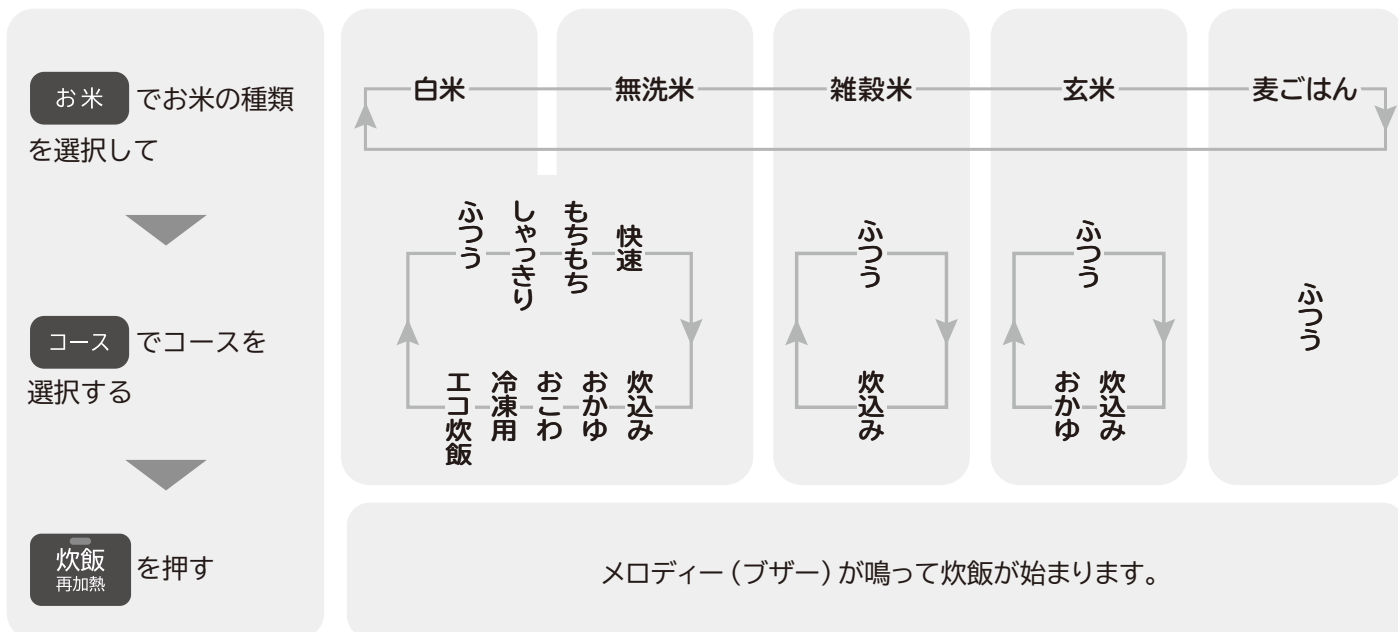 お米 でお米の種類
を選択して
コース でコースを
選択する
炊飯
再加熱
を押す
白米
無洗米
雑穀米
玄米
麦ごはん
ふつう
しゃっきり
もちもち
快速
炊込み
おかゆ
おこわ
冷凍用
エコ炊飯
ふつう
炊込み
ふつう
炊込み
おかゆ
ふつう
メロディー(ブザー)が鳴って炊飯が始まります。